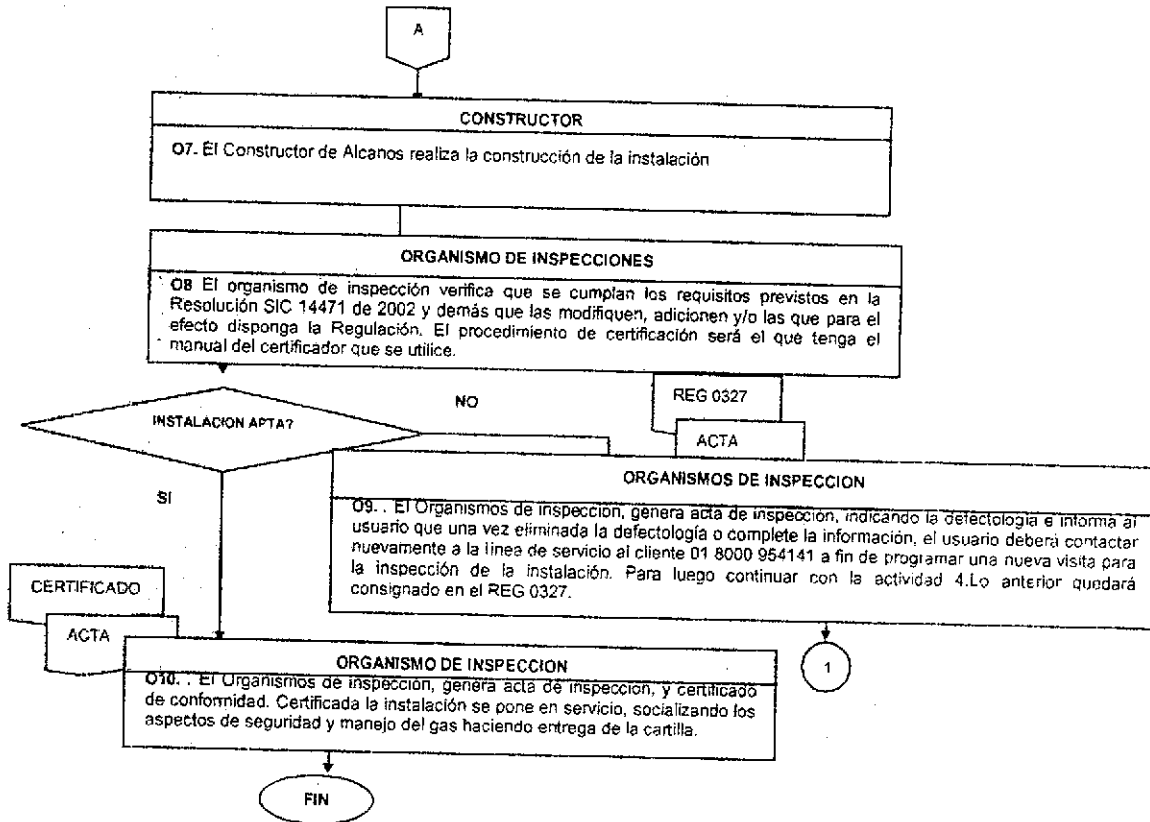 A
CONSTRUCTOR
O7. El Constructor de Alcanos realiza la construcción de la instalación
ORGANISMO DE INSPECCIONES
O8 El organismo de inspección verifica que se cumplan los requisitos previstos en la
Resolución SIC 14471 de 2002 y demás que las modifiquen, adicionen y/o las que para el
efecto disponga la Regulación. El procedimiento de certificación será el que tenga el
manual del certificador que se utilice.
INSTALACION APTA?
NO
REG 0327
ACTA
ORGANISMOS DE INSPECCION
O9. . El Organismos de inspección, genera acta de inspección, indicando la defectología e informa al
usuario que una vez eliminada la defectología o complete la información, el usuario deberá contactar
nuevamente a la línea de servicio al cliente 01 8000 954141 a fin de programar una nueva visita para
la inspección de la instalación. Para luego continuar con la actividad 4.Lo anterior quedará
consignado en el REG 0327.
1
SI
CERTIFICADO
ACTA
ORGANISMO DE INSPECCION
O10. . El Organismos de inspección, genera acta de inspección, y certificado
de conformidad. Certificada la instalación se pone en servicio, socializando los
aspectos de seguridad y manejo del gas haciendo entrega de la cartilla.
FIN